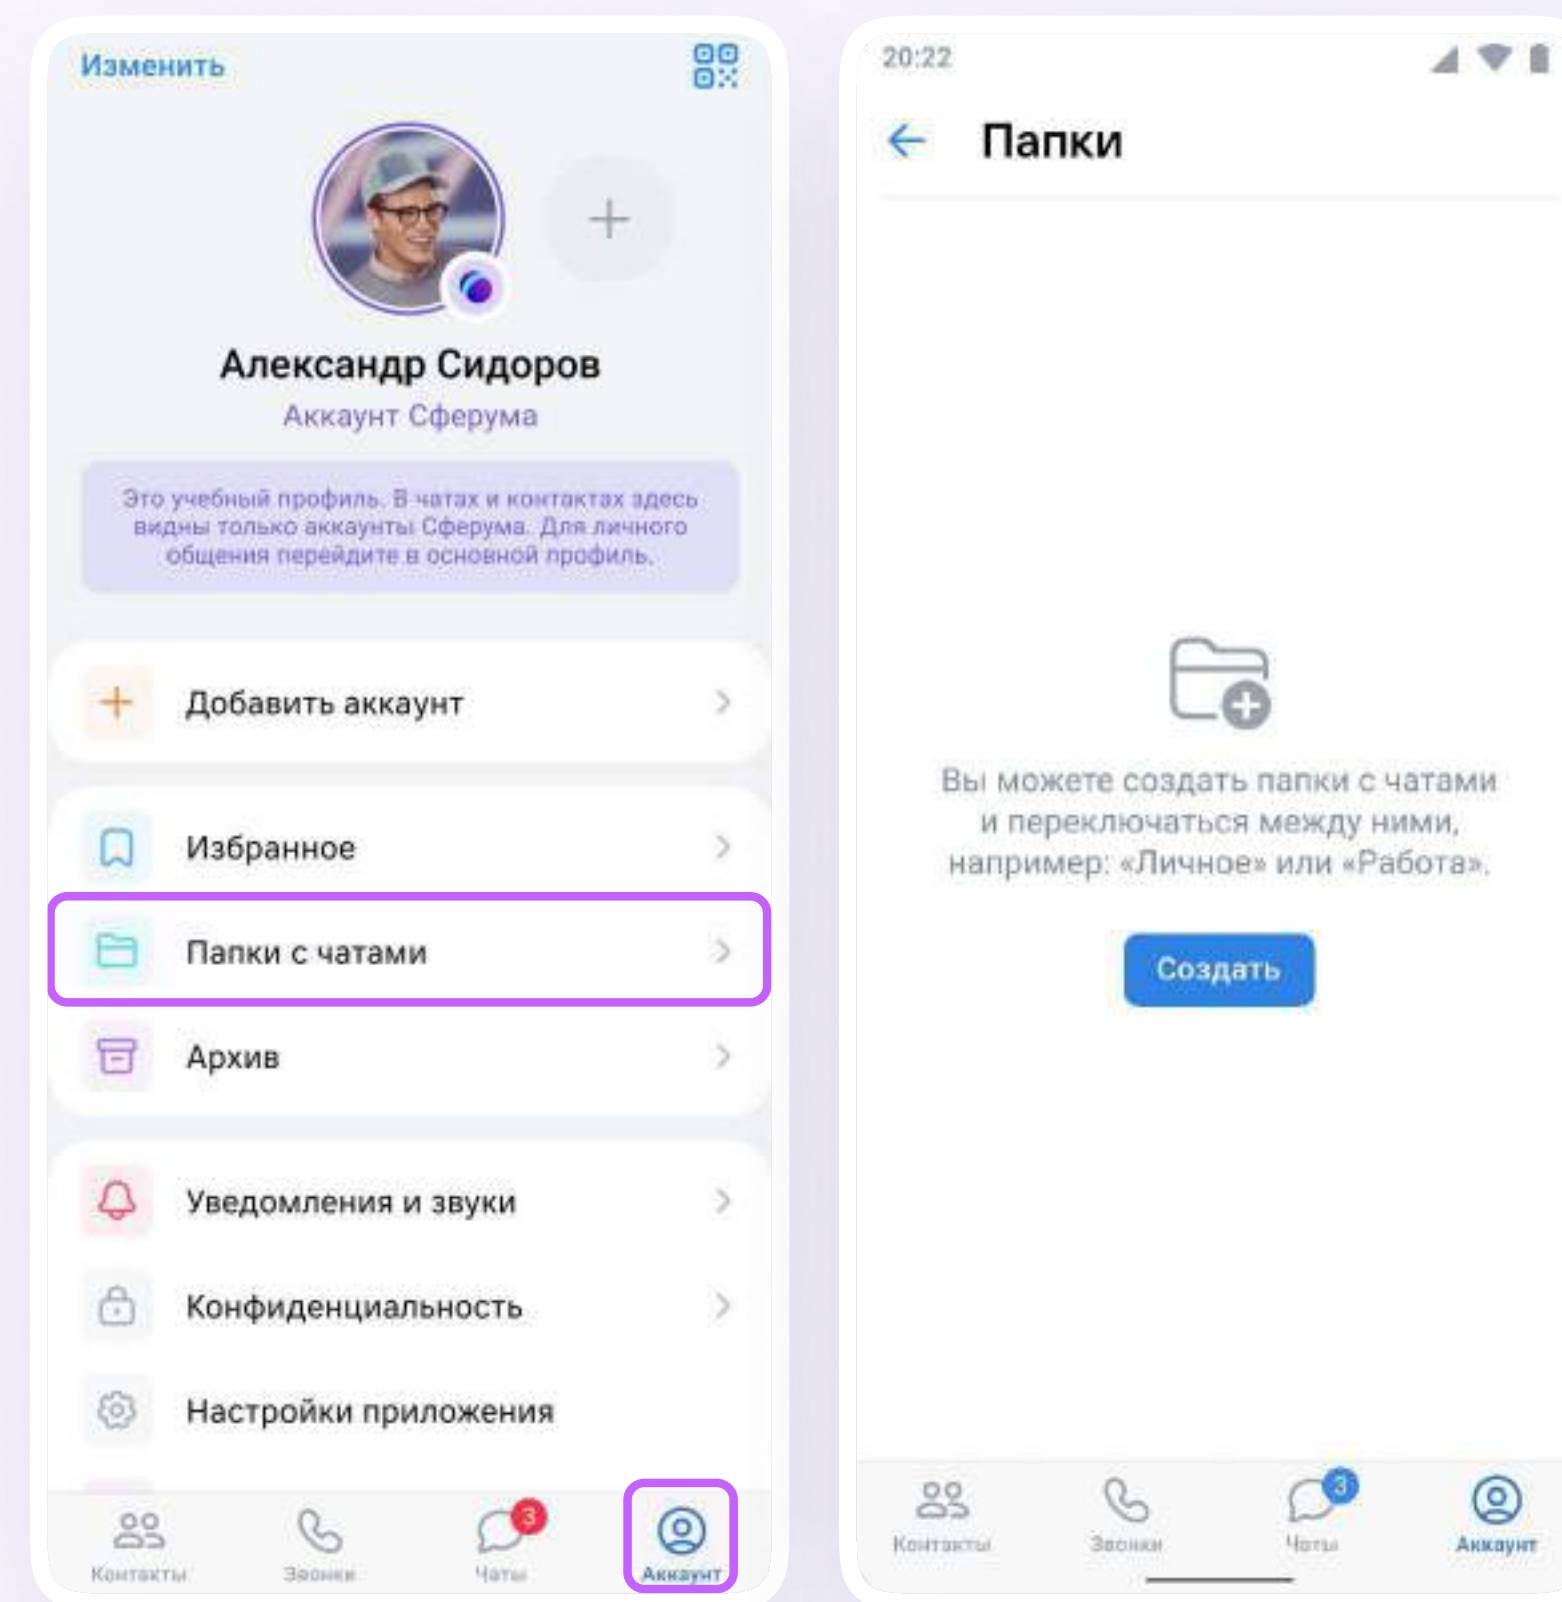 Изменить
Александр Сидоров
Аккаунт Сферума
Это учебный профиль. В чатах и контактах здесь
видны только аккаунты Сферума. Для личного
общения перейдите в основной профиль.
Добавить аккаунт
Избранное
Папки с чатами
Архив
Уведомления и звуки
Конфиденциальность
Настройки приложения
3
Контакты
Звонки
Чаты
Аккаунт
20:22
Папки
Вы можете создать папки с чатами
и переключаться между ними,
например: «Личное» или «Работа».
Создать
3
Контакты
Звонки
Чаты
Аккаунт